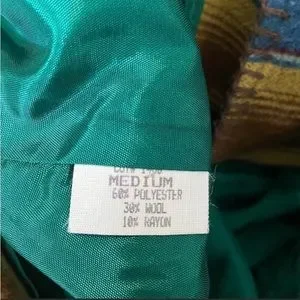 MEDIUM
60% POLYESTER
30% WOOL
10% RAYON